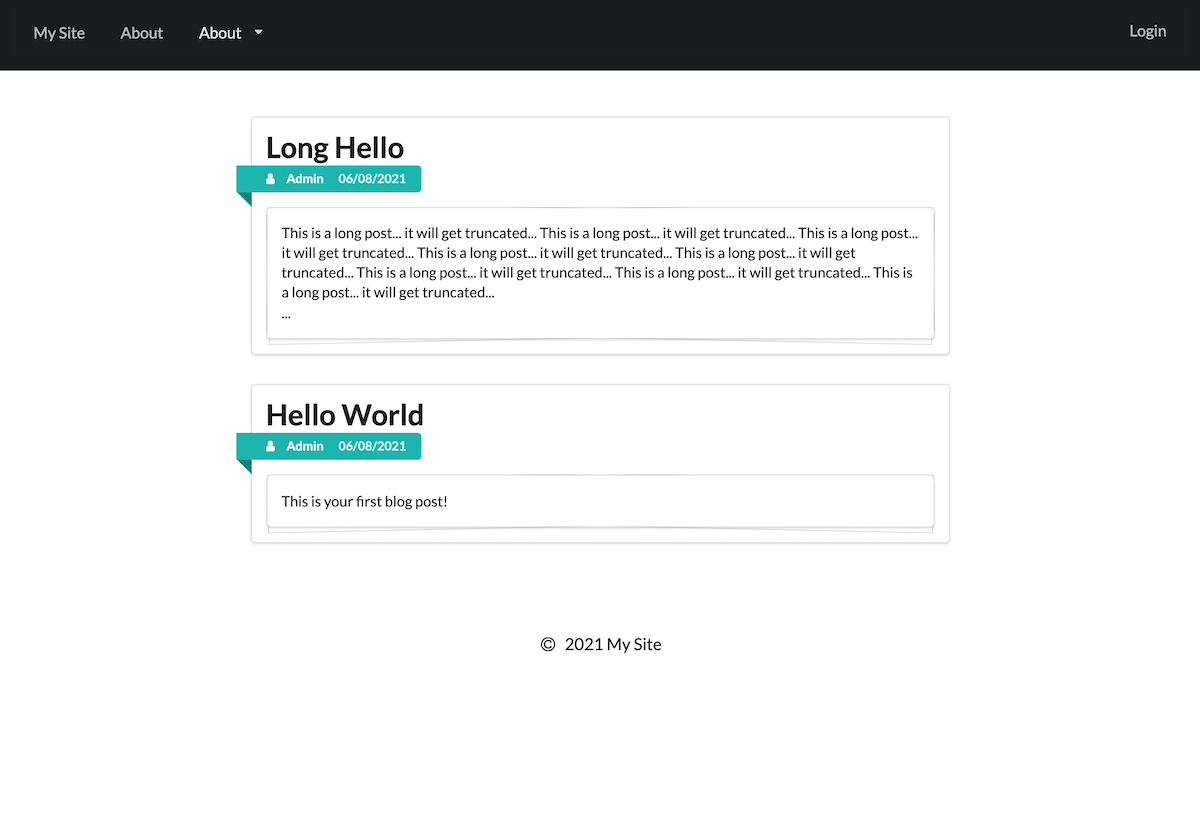 My Site About About Login
Long Hello
Admin 06/08/2021
This is a long post... it will get truncated... This is a long post... it will get truncated... This is a long post...
it will get truncated... This is a long post... it will get truncated... This is a long post... it will get
truncated... This is a long post... it will get truncated... This is a long post... it will get truncated... This is
a long post... it will get truncated...
...
Hello World
Admin 06/08/2021
This is your first blog post!
© 2021 My Site